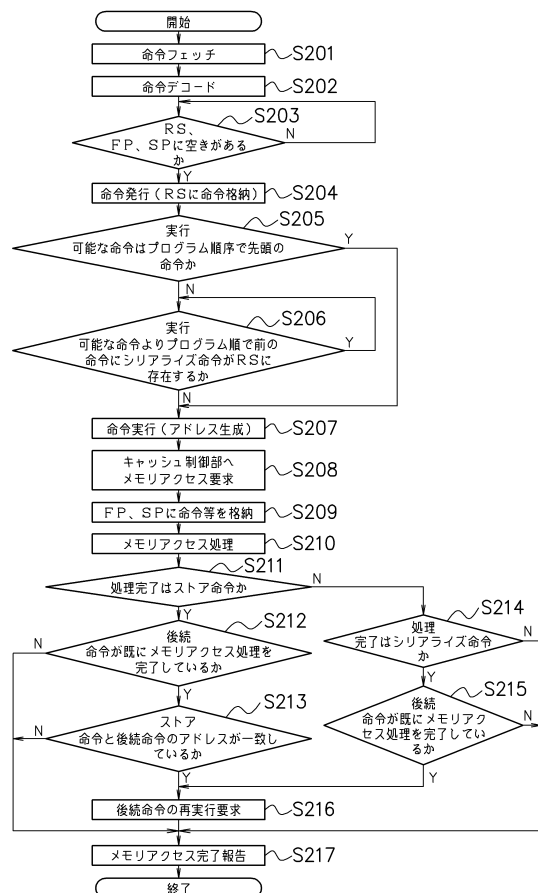 開始
命令フェッチ
S201
命令デコード
S202
S203
RS、
FP、SPに空きがある
か
N
Y
命令発行(RSに命令格納)
S204
S205
実行
可能な命令はプログラム順序で先頭の
命令か
Y
N
S206
実行
可能な命令よりプログラム順で前の
命令にシリアライズ命令がRSに
存在するか
Y
N
命令実行(アドレス生成)
S207
キャッシュ制御部へ
メモリアクセス要求
S208
FP、SPに命令等を格納
S209
メモリアクセス処理
S210
S211
処理完了はストア命令か
N
Y
S212
後続
命令が既にメモリアクセス処理を
完了しているか
N
Y
S213
ストア
命令と後続命令のアドレスが一致し
ているか
N
Y
S214
処理
完了はシリアライズ命令
か
N
Y
S215
後続
命令が既にメモリアク
セス処理を完了してい
るか
N
Y
後続命令の再実行要求
S216
メモリアクセス完了報告
S217
終了